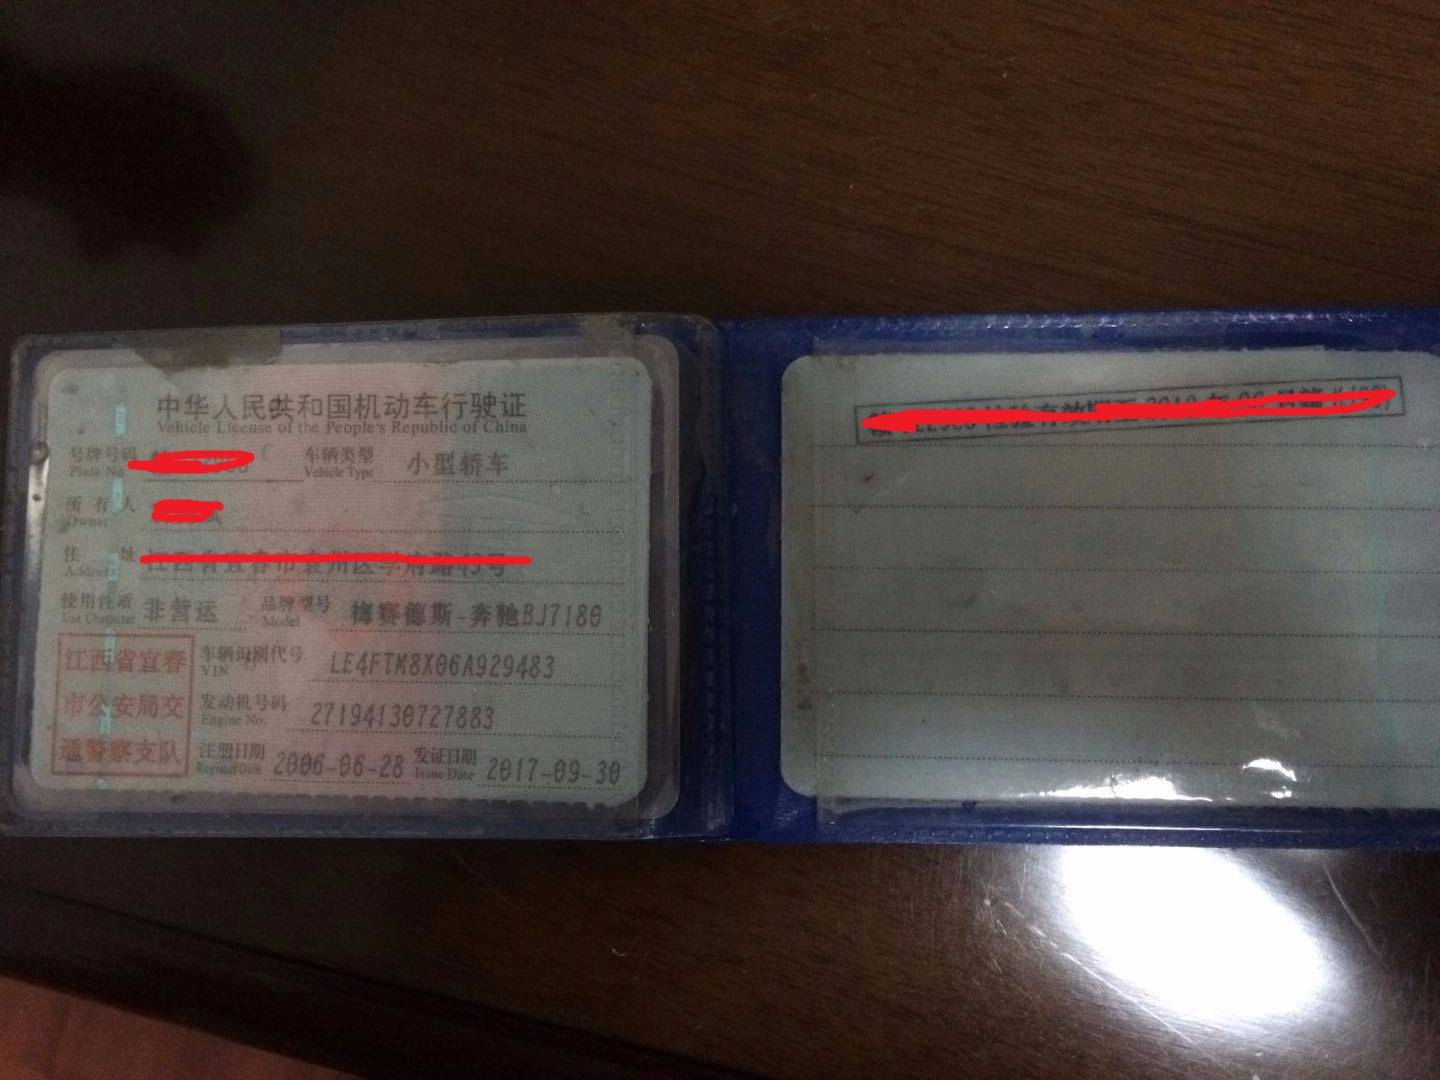 中华人民共和国机动车行驶证
Vehicle License of the People's Republic of China
号牌号码 车辆类型 小型轿车
Plate No. Vehicle Type
所有人
Owner
住址
Address
使用性质 非营运 品牌型号 梅赛德斯-奔驰BJ7180
Use Character Model
江西省宜春 车辆识别代号 LE4FTM8X06A929483
VIN
市公安局交 发动机号码 27194130727883
Engine No.
通警察支队 注册日期 2006-06-28 发证日期 2017-09-30
Register Date Issue Date